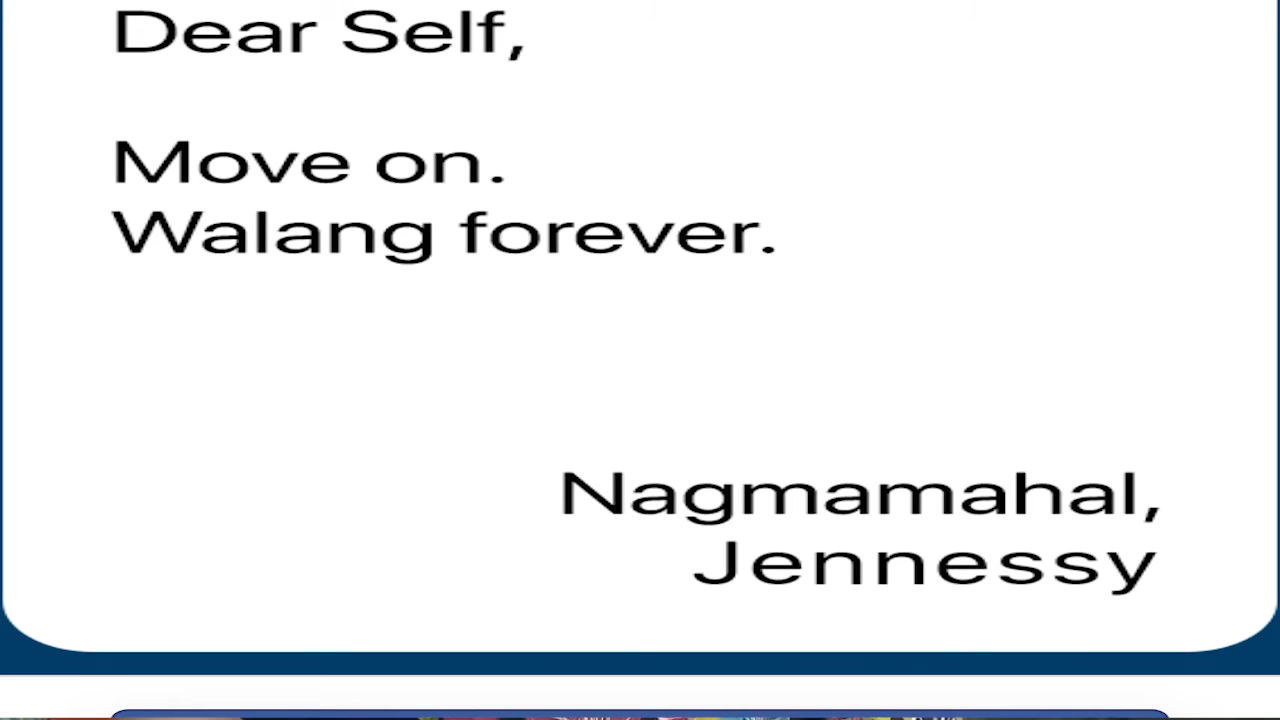 Dear Self,
Move on.
Walang forever.
Nagmamahal,
Jennessy